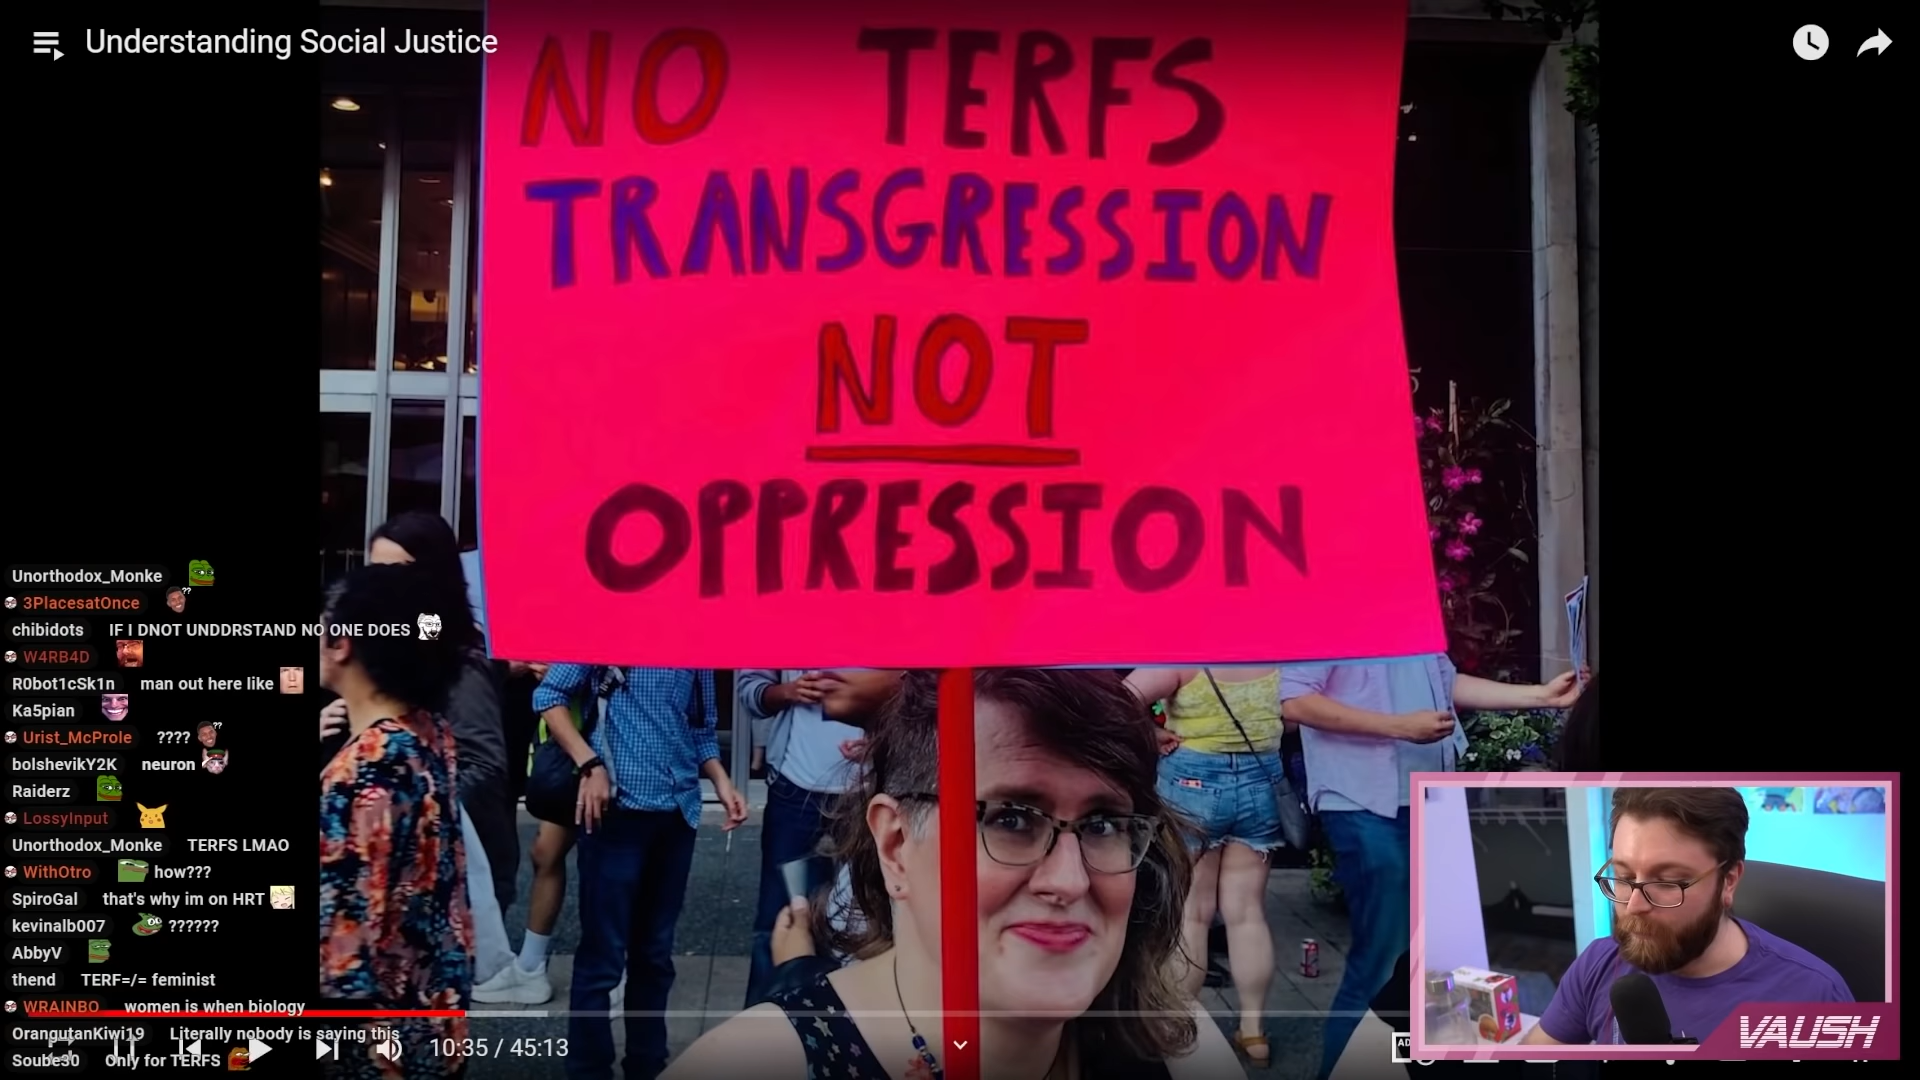 Understanding Social Justice
NO TERFS
TRANSGRESSION
NOT
OPPRESSION
Unorthodox_Monke
3PlacesatOnce ??
chibidots IF I DNOT UNDDRSTAND NO ONE DOES
W4RB4D
R0bot1cSk1n man out here like
Ka5pian
Urist_McProle ???? ??
bolshevikY2K neuron
Raiderz
LossyInput
Unorthodox_Monke TERFS LMAO
WithOtro how???
SpiroGal that's why im on HRT
kevinalb007 ??????
AbbyV
thend TERF=/= feminist
WRAINBO women is when biology
OrangutanKiwi19 Literally nobody is saying this
Soube30 Only for TERFS
10:35 / 45:13
VAUSH